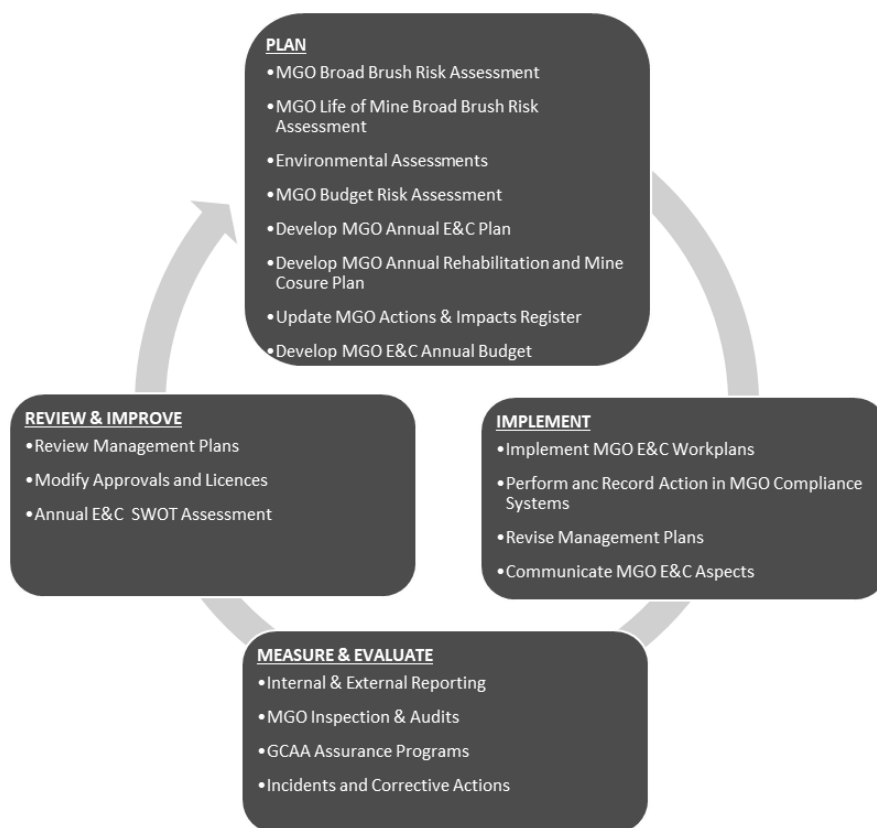 PLAN
•MGO Broad Brush Risk Assessment
•MGO Life of Mine Broad Brush Risk
Assessment
•Environmental Assessments
•MGO Budget Risk Assessment
•Develop MGO Annual E&C Plan
•Develop MGO Annual Rehabilitation and Mine
Cosure Plan
•Update MGO Actions & Impacts Register
•Develop MGO E&C Annual Budget
IMPLEMENT
•Implement MGO E&C Workplans
•Perform anc Record Action in MGO Compliance
Systems
•Revise Management Plans
•Communicate MGO E&C Aspects
MEASURE & EVALUATE
•Internal & External Reporting
•MGO Inspection & Audits
•GCAA Assurance Programs
•Incidents and Corrective Actions
REVIEW & IMPROVE
•Review Management Plans
•Modify Approvals and Licences
•Annual E&C  SWOT Assessment